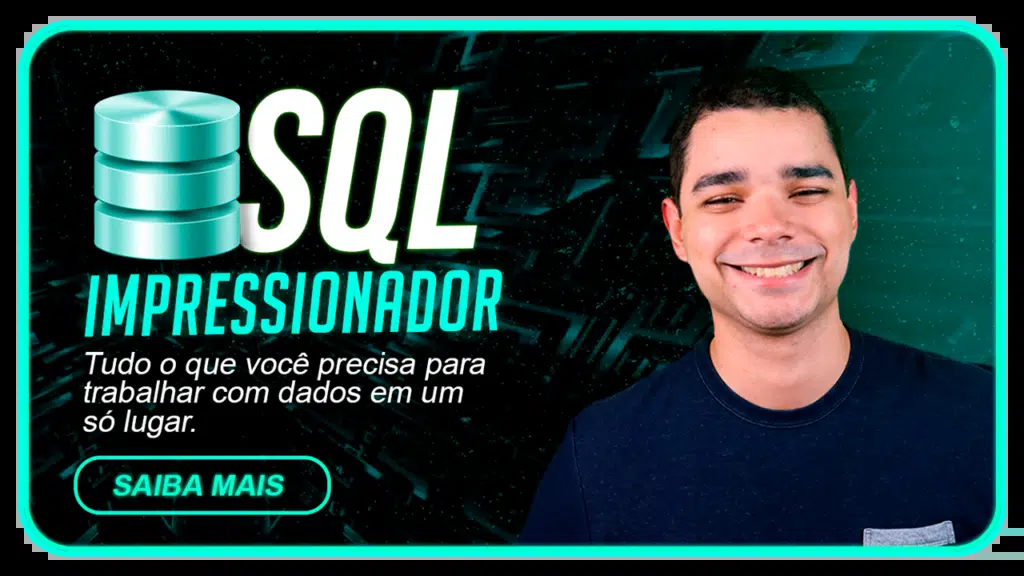 SQL
IMPRESSIONADOR
Tudo o que você precisa para
trabalhar com dados em um
só lugar.
SAIBA MAIS